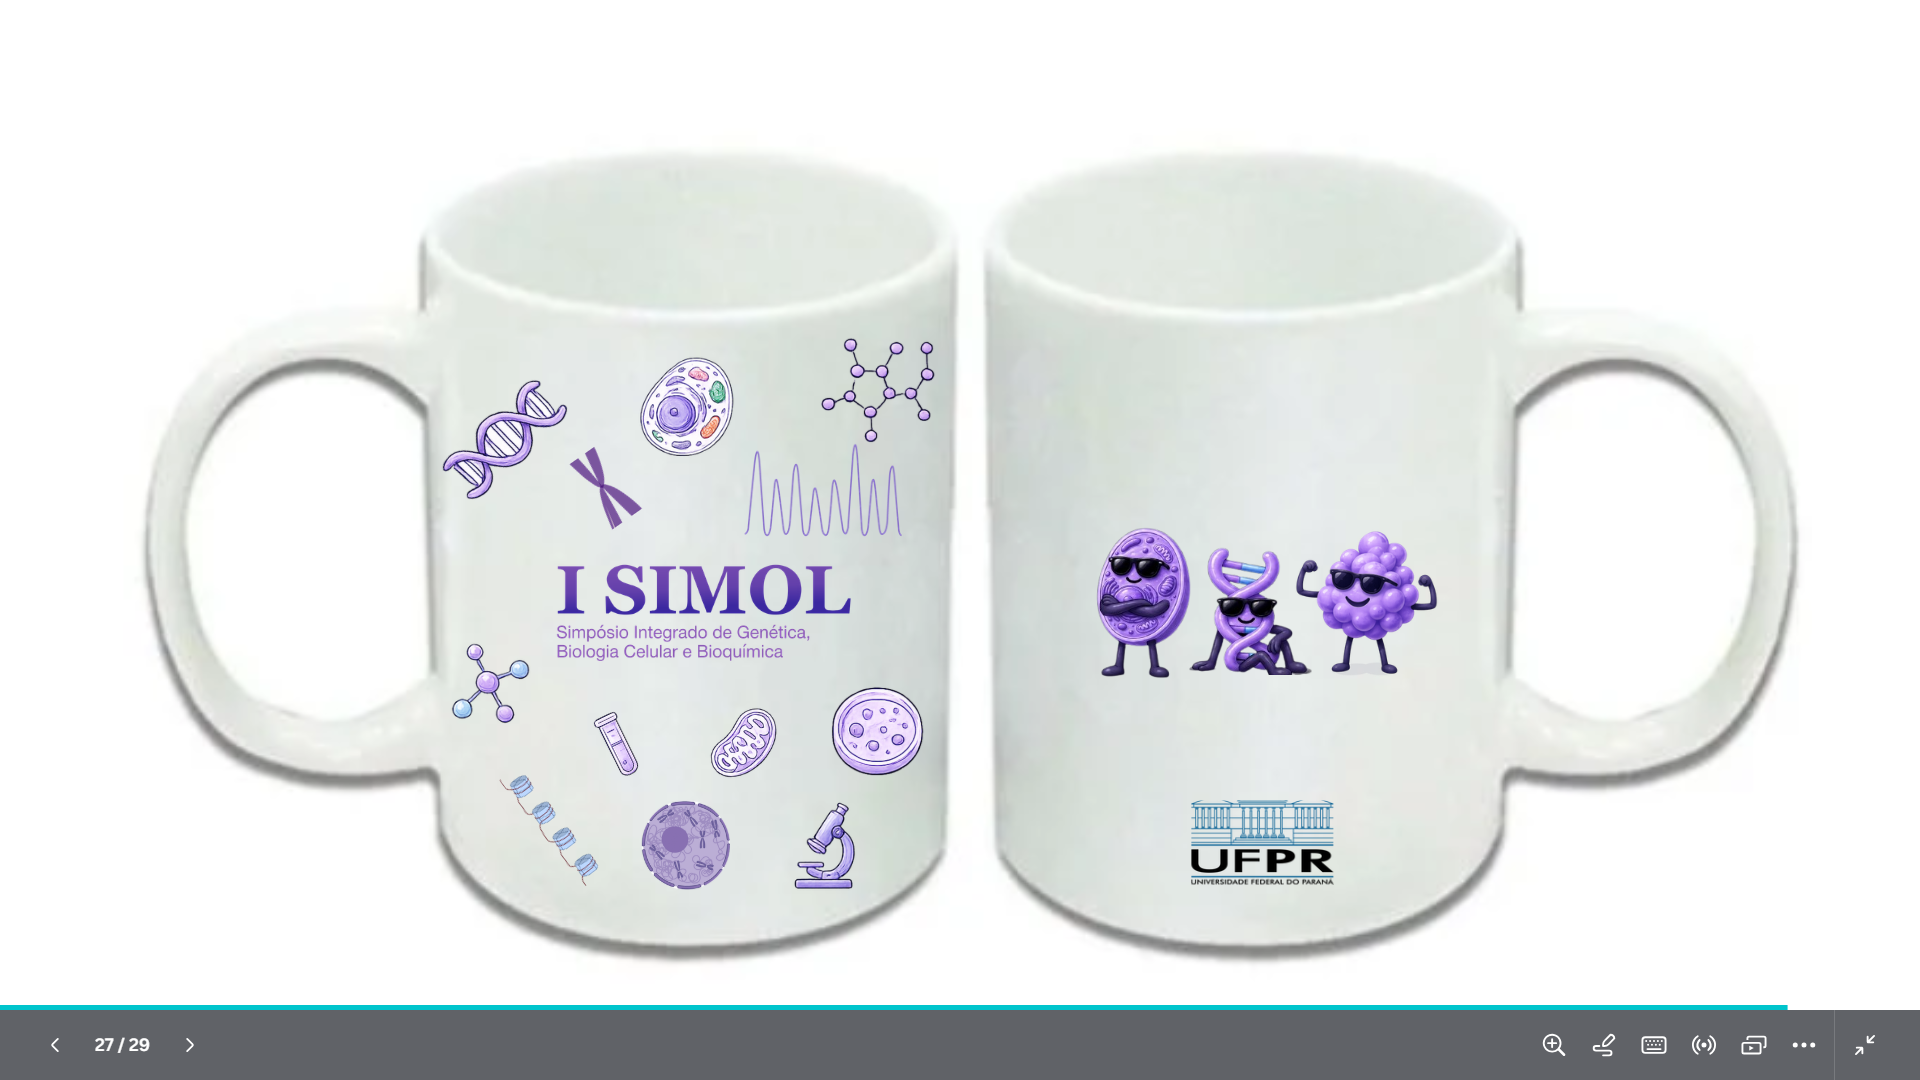 I SIMOL
Simpósio Integrado de Genética,
Biologia Celular e Bioquímica
UFPR
UNIVERSIDADE FEDERAL DO PARANÁ
27 / 29